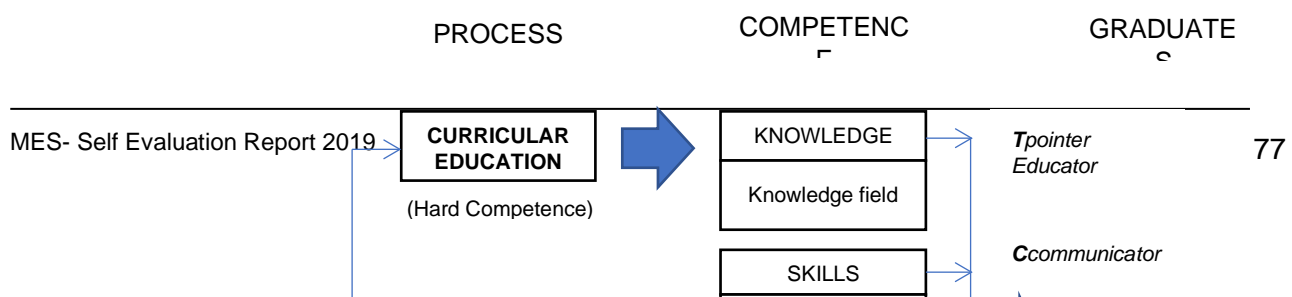 PROCESS
COMPETENC
GRADUATE
MES- Self Evaluation Report 2019
77
CURRICULAR
EDUCATION
(Hard Competence)
KNOWLEDGE
Knowledge field
SKILLS
Tpointer
Educator
Ccommunicator